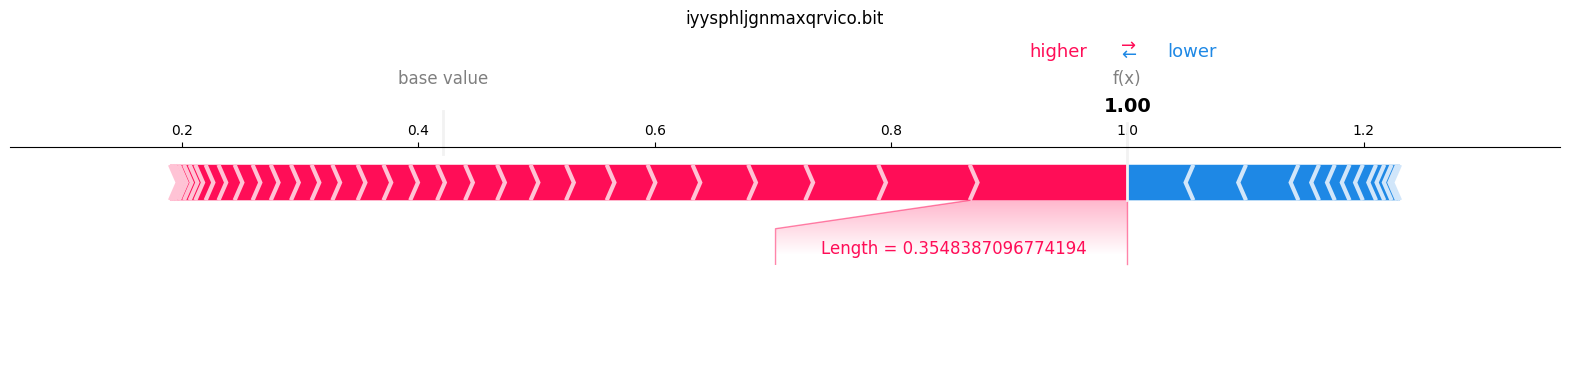 iyysphljgnmaxqrvico.bit
higher ⇄ lower
base value
f(x)
1.00
0.2 0.4 0.6 0.8 1.0 1.2
Length = 0.3548387096774194